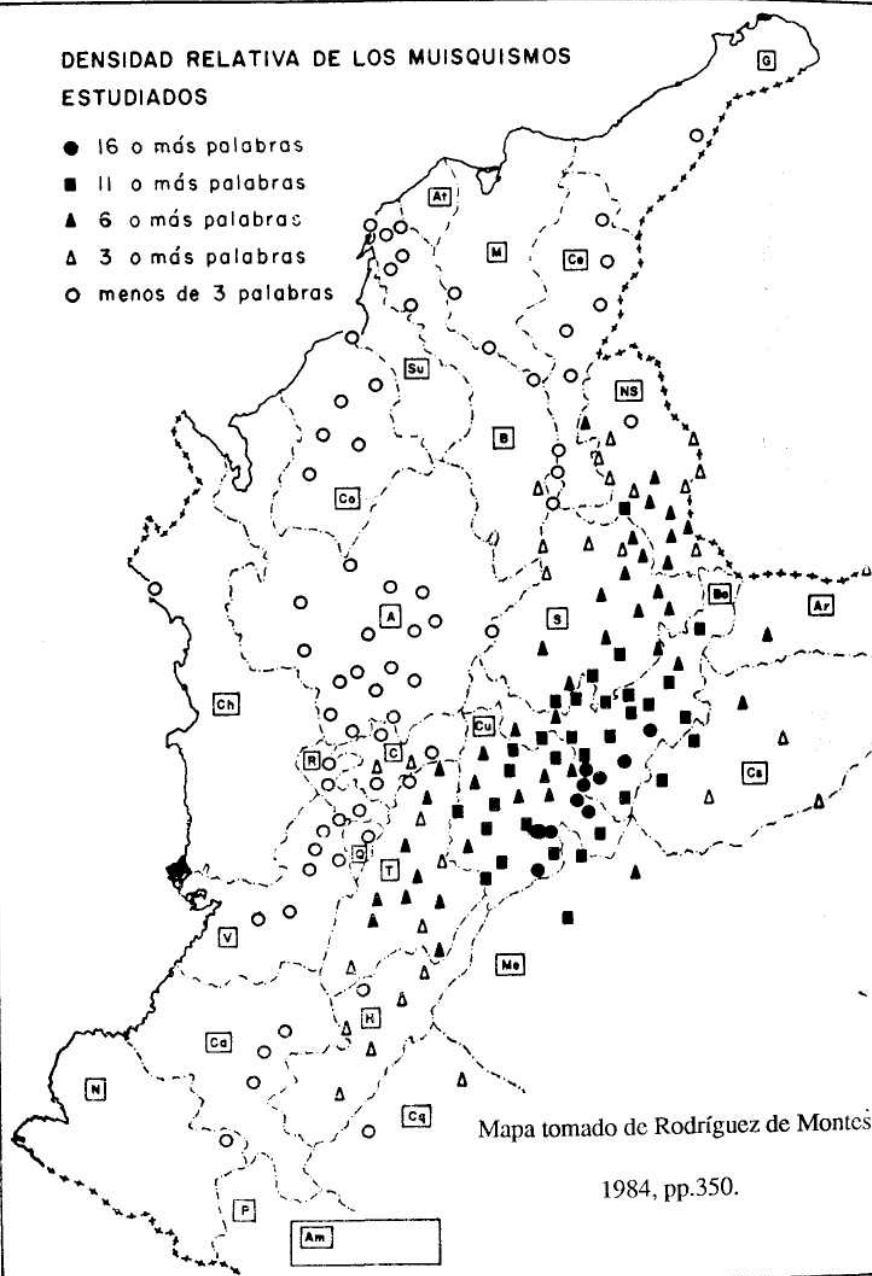 DENSIDAD RELATIVA DE LOS MUISQUISMOS
ESTUDIADOS
16 o más palabras
11 o más palabras
6 o más palabras
3 o más palabras
menos de 3 palabras
G
At
M
Ce
Su
NS
B
Co
Bo
Ar
A
S
Ch
Cu
R
C
Cs
Q
T
V
Me
H
Ca
N
Cq
Mapa tomado de Rodríguez de Montes
1984, pp.350.
P
Am